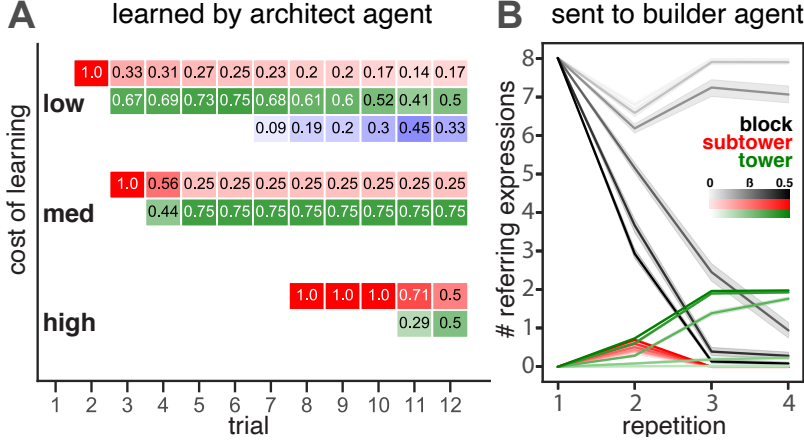 A learned by architect agent
cost of learning
low
1.0 0.33 0.31 0.27 0.25 0.23 0.2 0.2 0.17 0.14 0.17
0.67 0.69 0.73 0.75 0.68 0.61 0.6 0.52 0.41 0.5
0.09 0.19 0.2 0.3 0.45 0.33
med
1.0 0.56 0.25 0.25 0.25 0.25 0.25 0.25 0.25 0.25
0.44 0.75 0.75 0.75 0.75 0.75 0.75 0.75 0.75
high
1.0 1.0 1.0 0.71 0.5
0.29 0.5
1 2 3 4 5 6 7 8 9 10 11 12
trial
B sent to builder agent
# referring expressions
8
7
6
5
4
3
2
1
0
block
subtower
tower
0 β 0.5
1 2 3 4
repetition